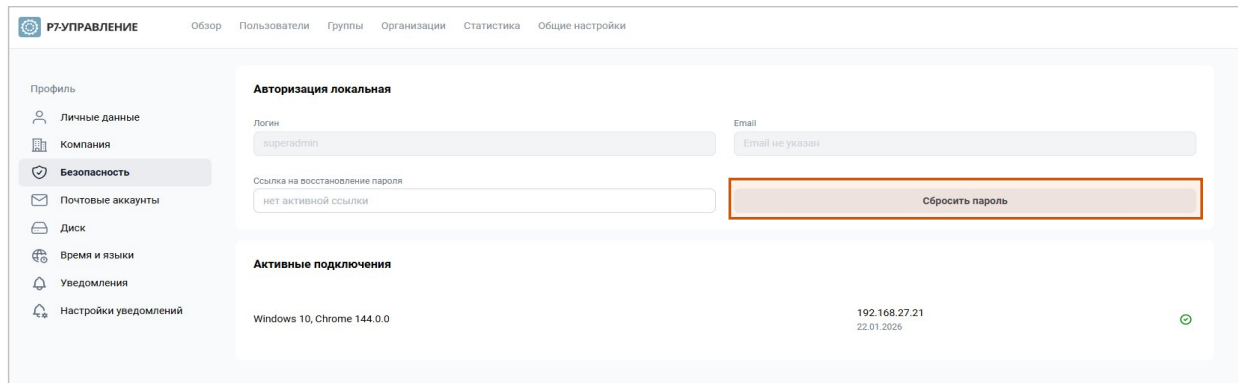 Р7-УПРАВЛЕНИЕ
Обзор Пользователи Группы Организации Статистика Общие настройки
Профиль
Личные данные
Компания
Безопасность
Почтовые аккаунты
Диск
Время и языки
Уведомления
Настройки уведомлений
Авторизация локальная
Логин
superadmin
Email
Email не указан
Ссылка на восстановление пароля
нет активной ссылки
Сбросить пароль
Активные подключения
Windows 10, Chrome 144.0.0
192.168.27.21
22.01.2026